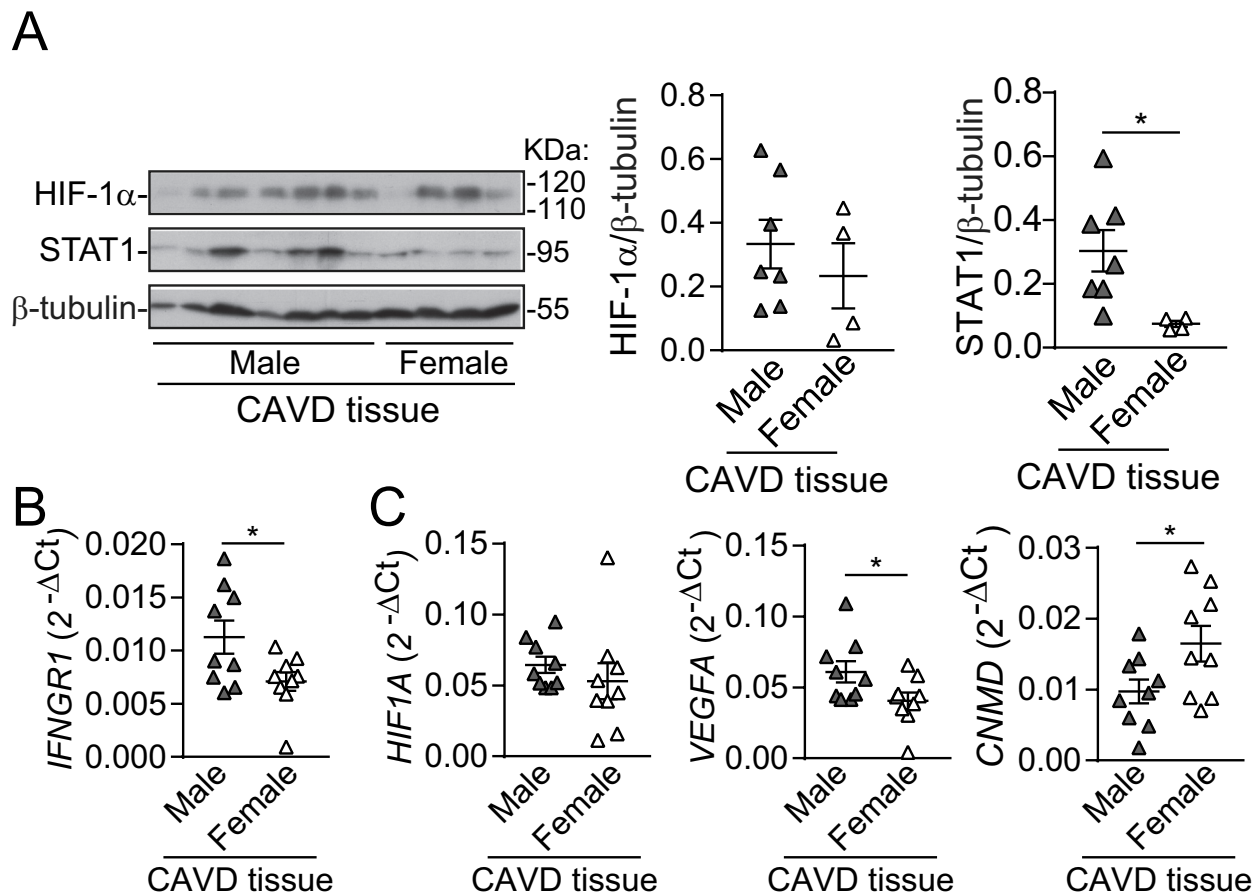 A
KDa:
HIF-1α-
-120
-110
STAT1-
-95
β-tubulin-
-55
Male
Female
CAVD tissue
HIF-1α/β-tubulin
0.8
0.6
0.4
0.2
0.0
Male
Female
CAVD tissue
STAT1/β-tubulin
0.8
0.6
0.4
0.2
0.0
*
Male
Female
CAVD tissue
B
IFNGR1 (2^-ΔCt)
0.020
0.015
0.010
0.005
0.000
*
Male
Female
CAVD tissue
C
HIF1A (2^-ΔCt)
0.15
0.10
0.05
0.00
Male
Female
CAVD tissue
VEGFA (2^-ΔCt)
0.15
0.10
0.05
0.00
*
Male
Female
CAVD tissue
CNMD (2^-ΔCt)
0.03
0.02
0.01
0.00
*
Male
Female
CAVD tissue